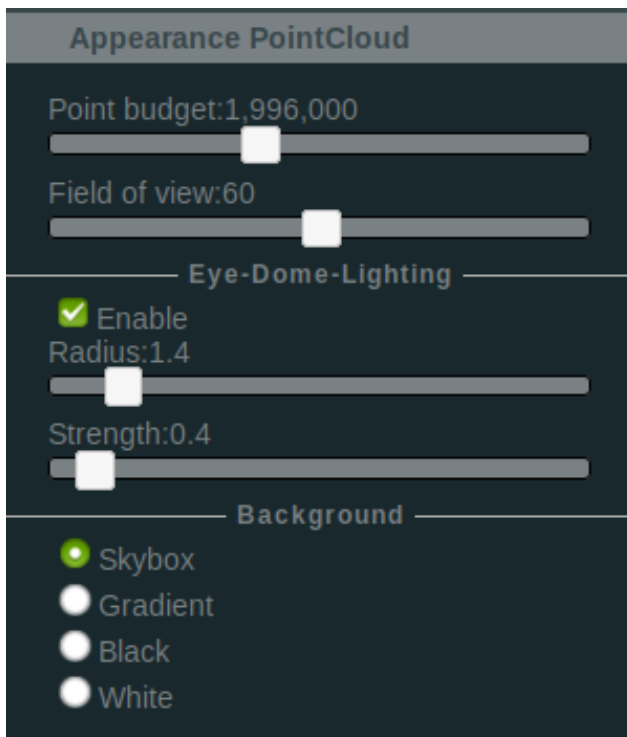 Appearance PointCloud
Point budget:1,996,000
Field of view:60
Eye-Dome-Lighting
Enable
Radius:1.4
Strength:0.4
Background
Skybox
Gradient
Black
White